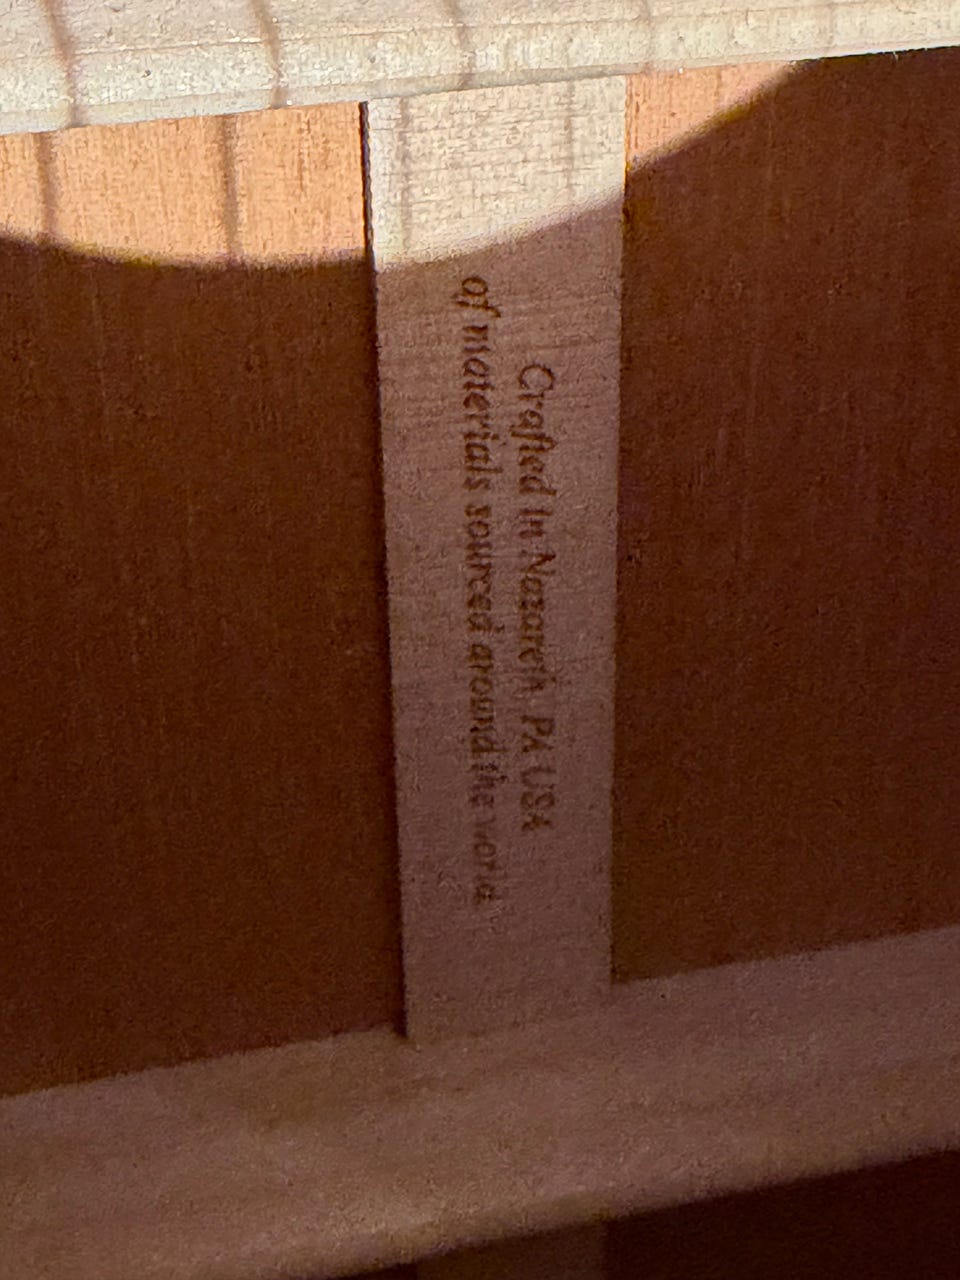 Crafted in Nazareth, PA USA
of materials sourced around the world